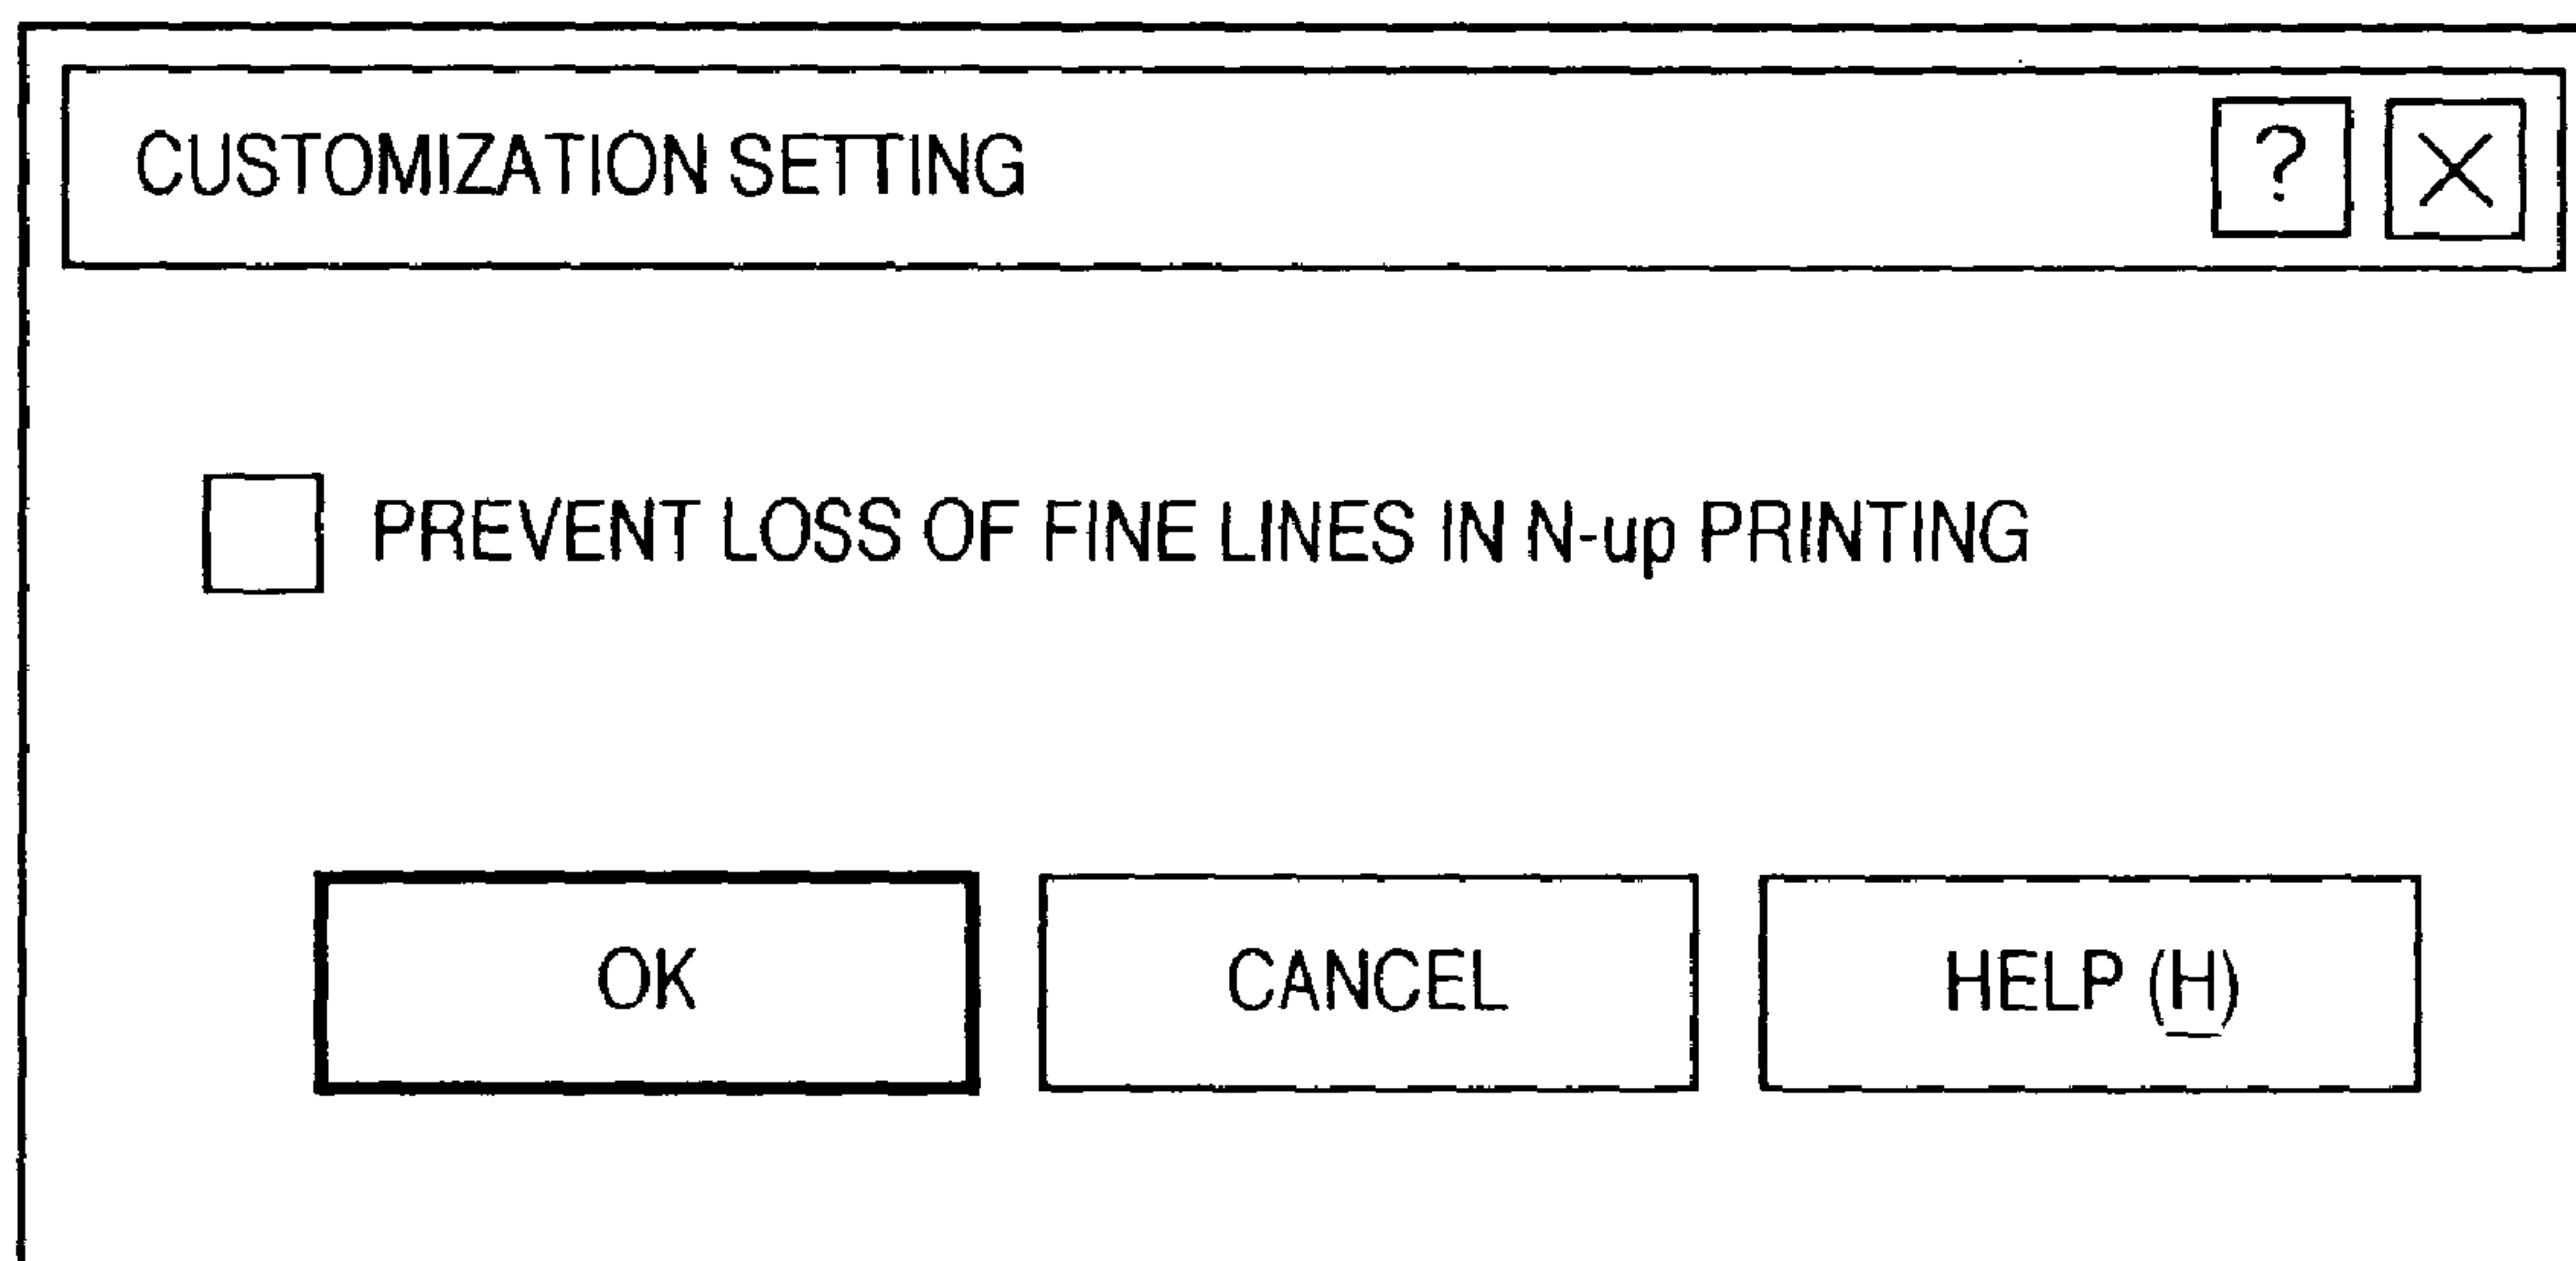 CUSTOMIZATION SETTING ? X
PREVENT LOSS OF FINE LINES IN N-up PRINTING
OK CANCEL HELP (H)